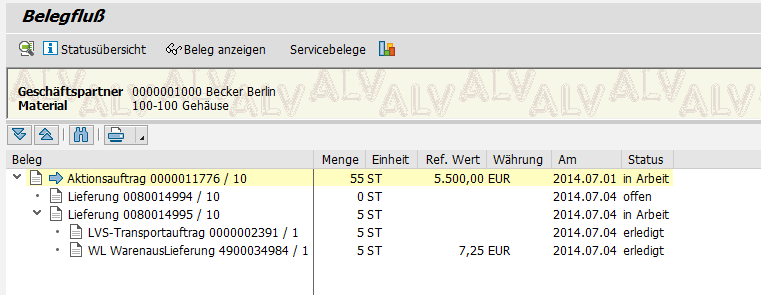 Belegfluß
Statusübersicht Beleg anzeigen Servicebelege
Geschäftspartner 0000001000 Becker Berlin
Material 100-100 Gehäuse
Beleg Menge Einheit Ref. Wert Währung Am Status
Aktionsauftrag 0000011776 / 10 55 ST 5.500,00 EUR 2014.07.01 in Arbeit
Lieferung 0080014994 / 10 0 ST 2014.07.04 offen
Lieferung 0080014995 / 10 5 ST 2014.07.04 in Arbeit
LVS-Transportauftrag 0000002391 / 1 5 ST 2014.07.04 erledigt
WL WarenausLieferung 4900034984 / 1 5 ST 7,25 EUR 2014.07.04 erledigt